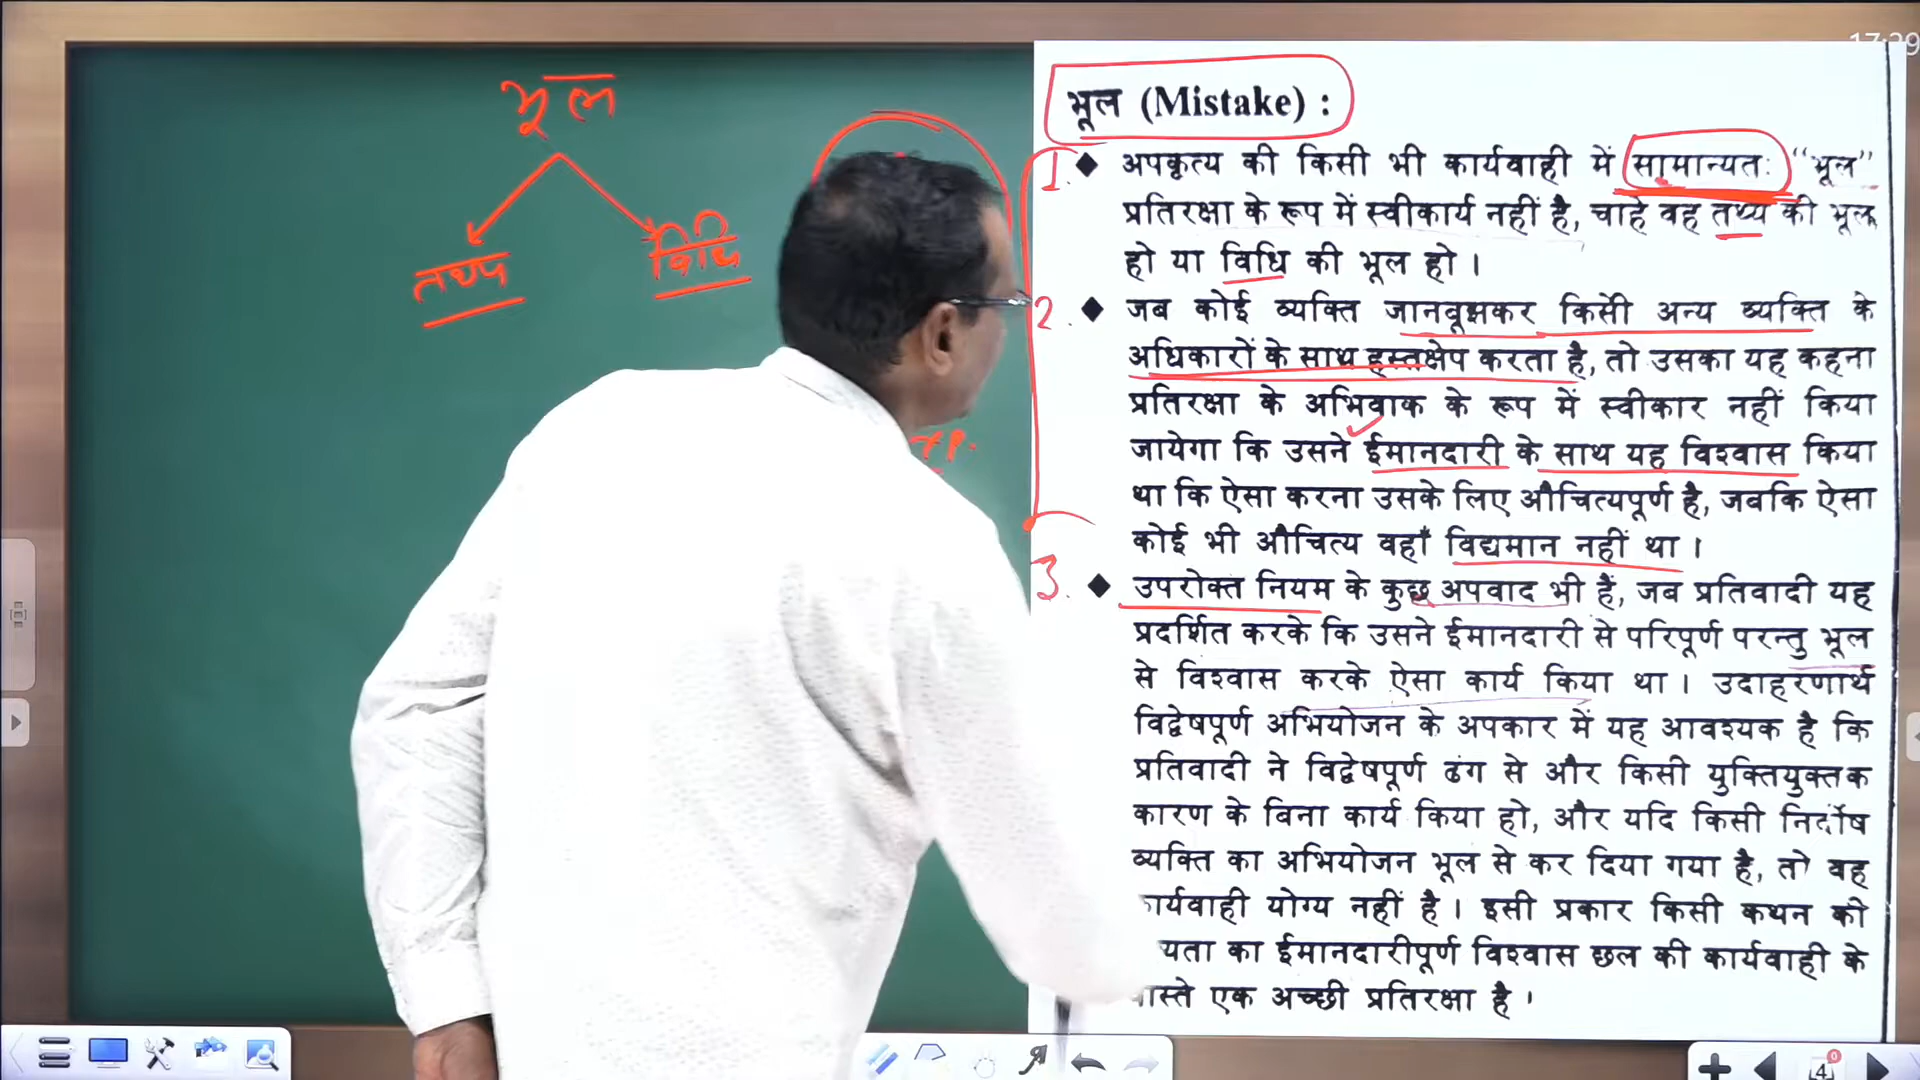 भूल
तथ्य
विधि
भूल (Mistake) :
1. ◆ अपकृत्य की किसी भी कार्यवाही में सामान्यतः "भूल"
प्रतिरक्षा के रूप में स्वीकार्य नहीं है, चाहे वह तथ्य की भूल
हो या विधि की भूल हो ।
2. ◆ जब कोई व्यक्ति जानबूझकर किसी अन्य व्यक्ति के
अधिकारों के साथ हस्तक्षेप करता है, तो उसका यह कहना
प्रतिरक्षा के अभिवाक के रूप में स्वीकार नहीं किया
जायेगा कि उसने ईमानदारी के साथ यह विश्वास किया
था कि ऐसा करना उसके लिए औचित्यपूर्ण है, जबकि ऐसा
कोई भी औचित्य वहाँ विद्यमान नहीं था ।
3. ◆ उपरोक्त नियम के कुछ अपवाद भी हैं, जब प्रतिवादी यह
प्रदर्शित करके कि उसने ईमानदारी से परिपूर्ण परन्तु भूल
से विश्वास करके ऐसा कार्य किया था । उदाहरणार्थ
विद्वेषपूर्ण अभियोजन के अपकार में यह आवश्यक है कि
प्रतिवादी ने विद्वेषपूर्ण ढंग से और किसी युक्तियुक्तक
कारण के बिना कार्य किया हो, और यदि किसी निर्दोष
व्यक्ति का अभियोजन भूल से कर दिया गया है, तो वह
कार्यवाही योग्य नहीं है । इसी प्रकार किसी कथन की
यता का ईमानदारीपूर्ण विश्वास छल की कार्यवाही के
वास्ते एक अच्छी प्रतिरक्षा है ।
4
0